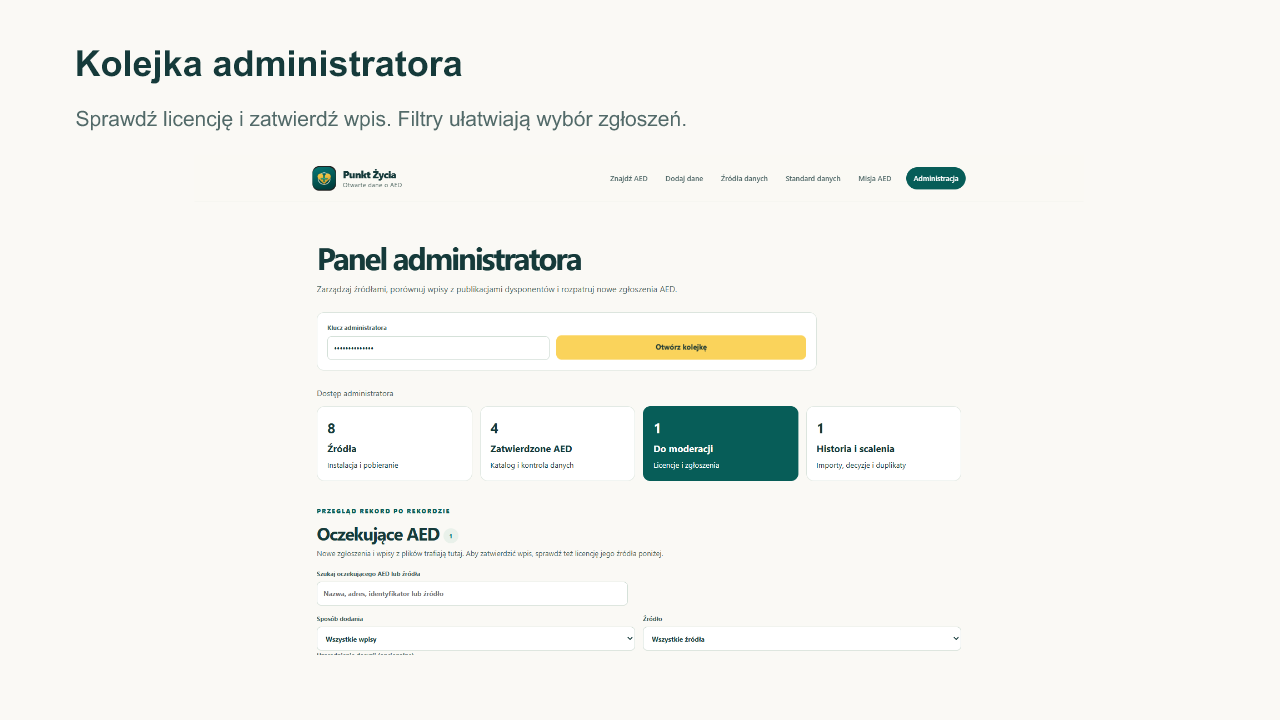 Kolejka administratora
Sprawdź licencję i zatwierdź wpis. Filtry ułatwiają wybór zgłoszeń.
Punkt Życia
Otwarte dane o AED
Znajdź AED
Dodaj dane
Źródła danych
Standard danych
Misja AED
Administracja
Panel administratora
Zarządzaj źródłami, porównuj wpisy z publikacjami dysponentów i rozpatruj nowe zgłoszenia AED.
Klucz administratora
••••••••••••••
Otwórz kolejkę
Dostęp administratora
8
Źródła
Instalacja i pobieranie
4
Zatwierdzone AED
Katalog i kontrola danych
1
Do moderacji
Licencje i zgłoszenia
1
Historia i scalenia
Importy, decyzje i duplikaty
PRZEGLĄD REKORD PO REKORDZIE
Oczekujące AED 1
Nowe zgłoszenia i wpisy z plików trafiają tutaj. Aby zatwierdzić wpis, sprawdź też licencję jego źródła poniżej.
Szukaj oczekującego AED lub źródła
Nazwa, adres, identyfikator lub źródło
Sposób dodania
Wszystkie wpisy
Źródło
Wszystkie źródła